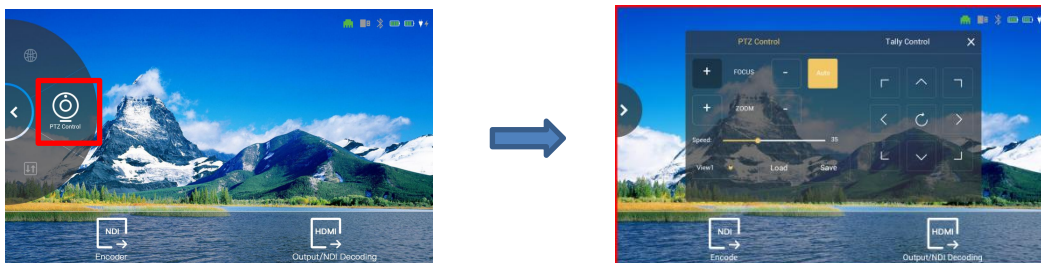 PTZ Control
NDI
Encoder
HDMI
Output/NDI Decoding
PTZ Control
Tally Control
+ FOCUS - Auto
+ ZOOM -
Speed 35
View1 Load Save
NDI
Encode
HDMI
Output/NDI Decoding